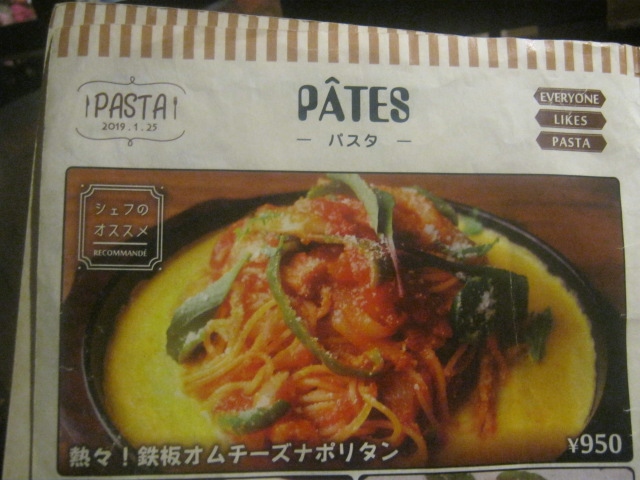 PASTA
2019.1.25
PÂTES
— パスタ —
EVERYONE
LIKES
PASTA
シェフの
オススメ
RECOMMANDÉ
熱々!鉄板オムチーズナポリタン
¥950